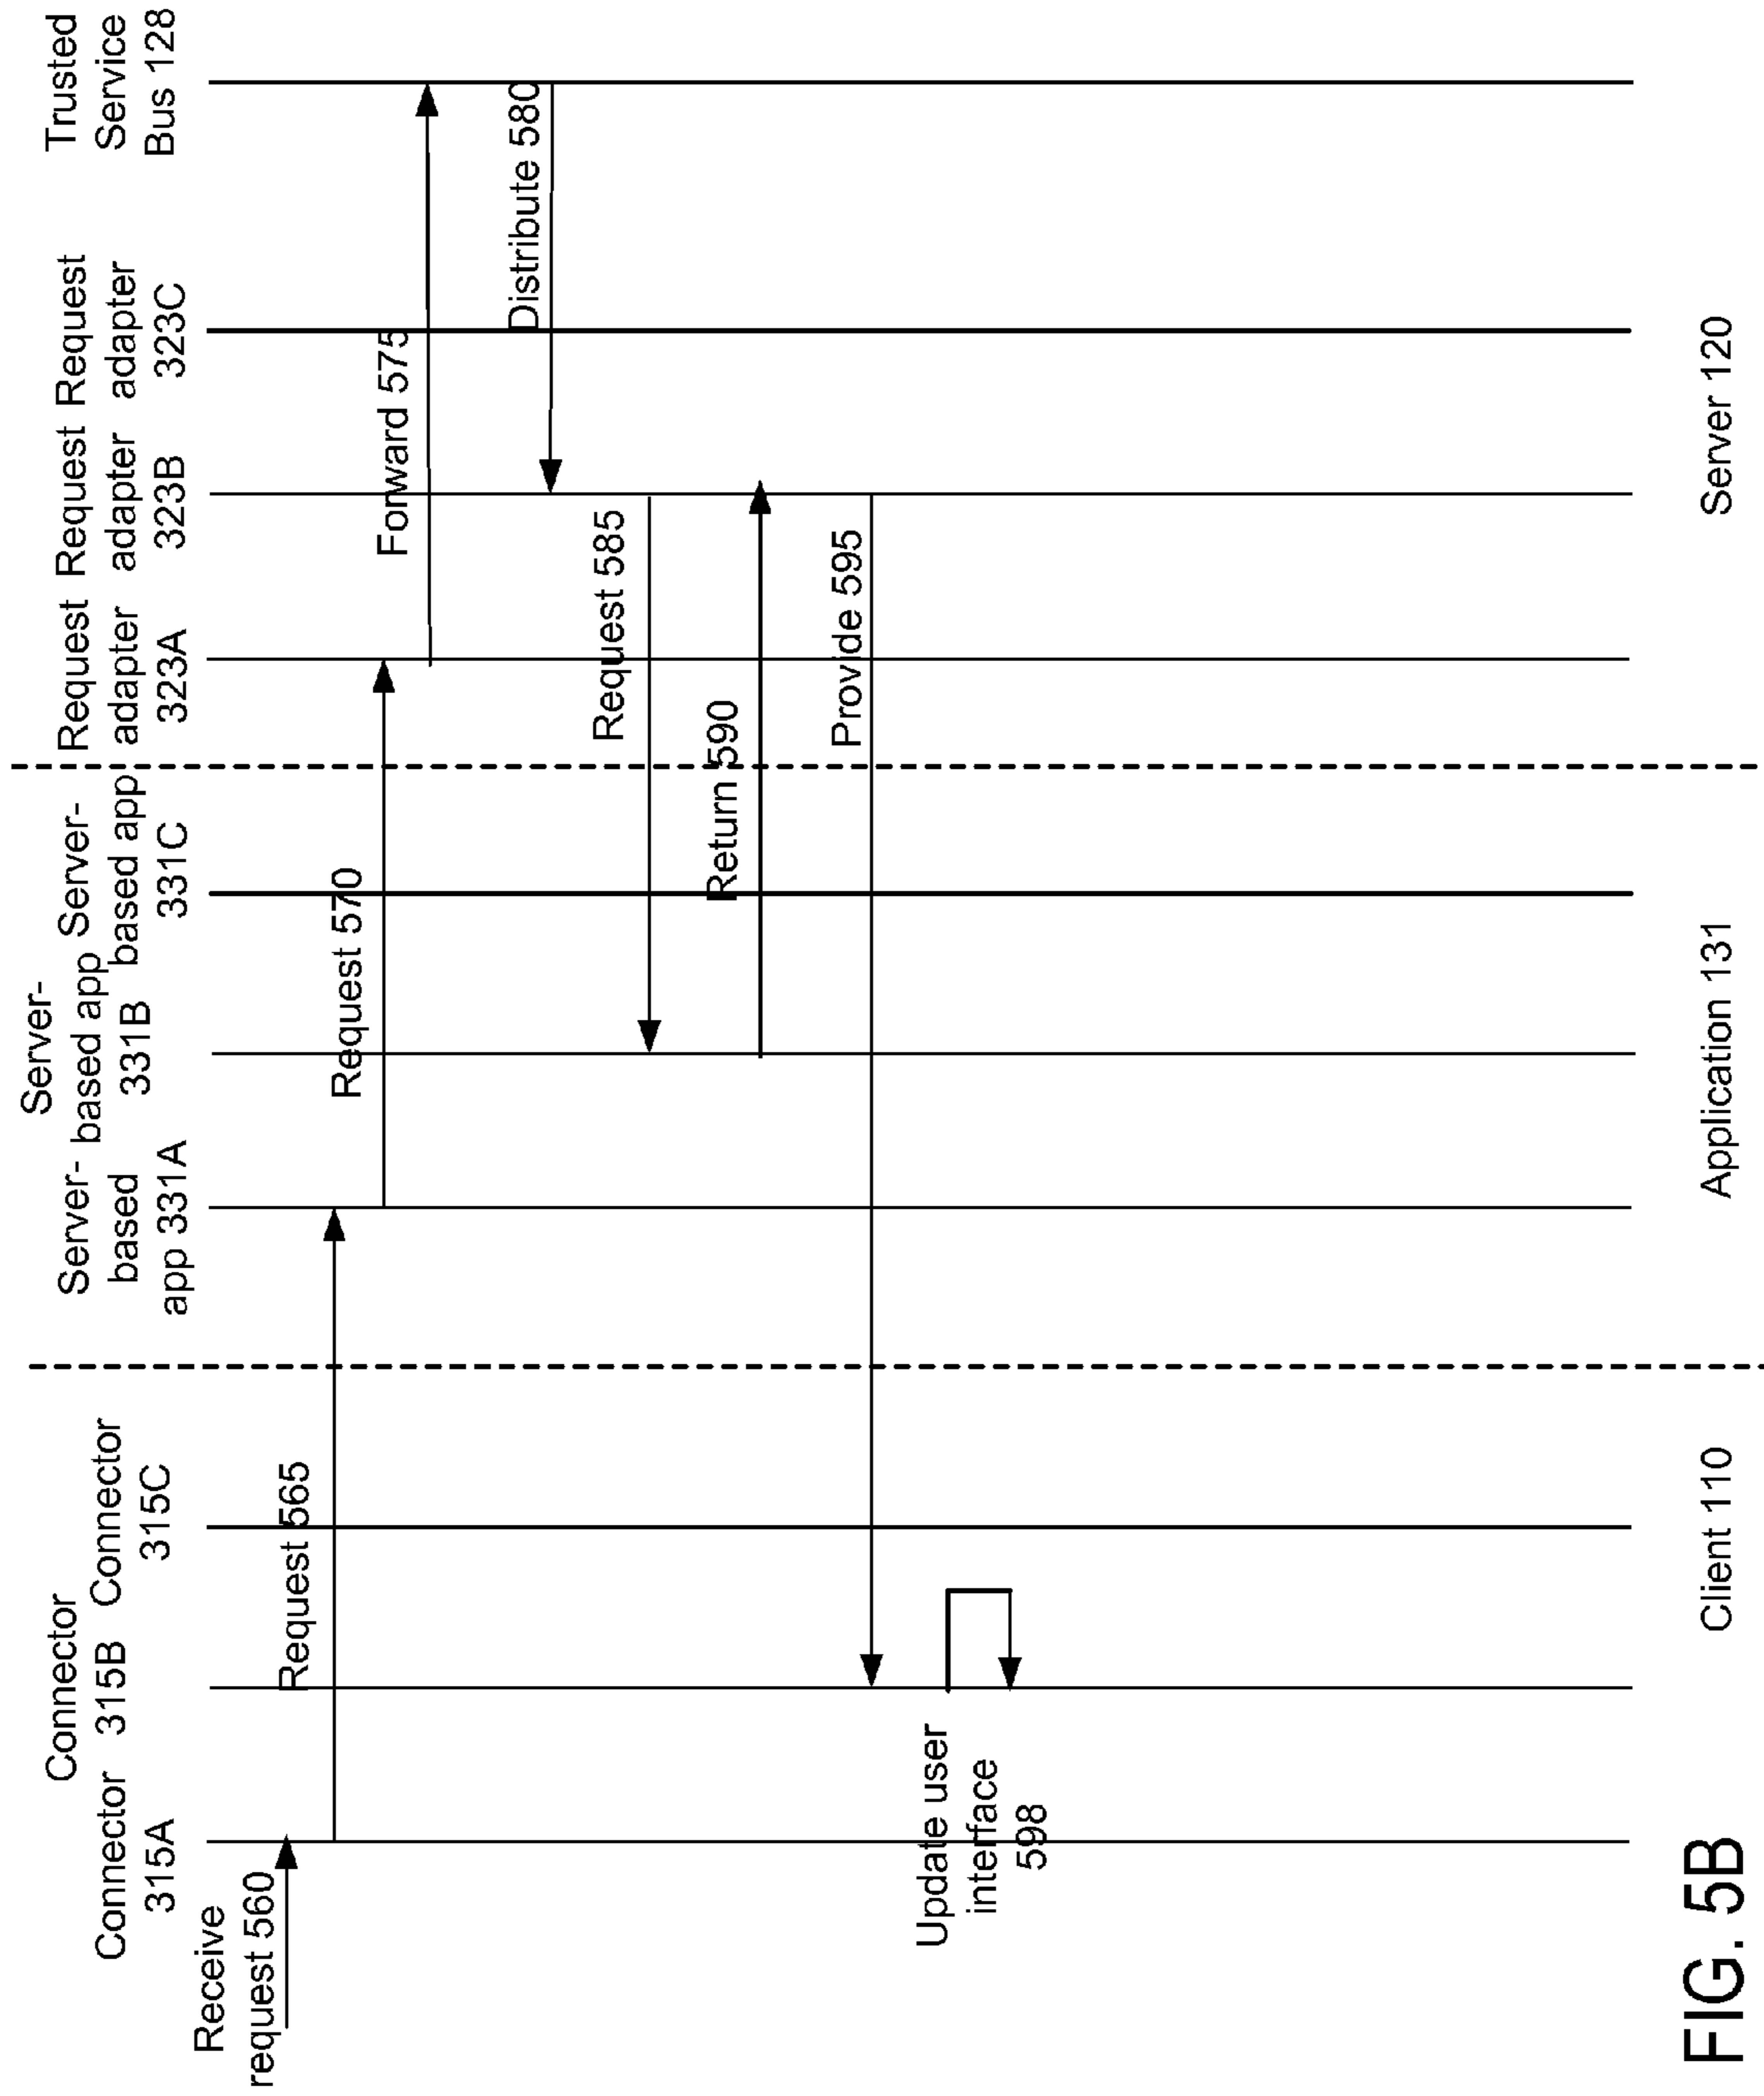 Connector
315A
Connector
315B
Connector
315C
Server-
based
app 331A
Server-
based app
331B
Server-
based app
331C
Request
adapter
323A
Request
adapter
323B
Request
adapter
323C
Trusted
Service
Bus 128
Receive
request 560
Request 565
Request 570
Forward 575
Distribute 580
Request 585
Return 590
Provide 595
Update user
interface
598
Client 110
Application 131
Server 120
FIG. 5B